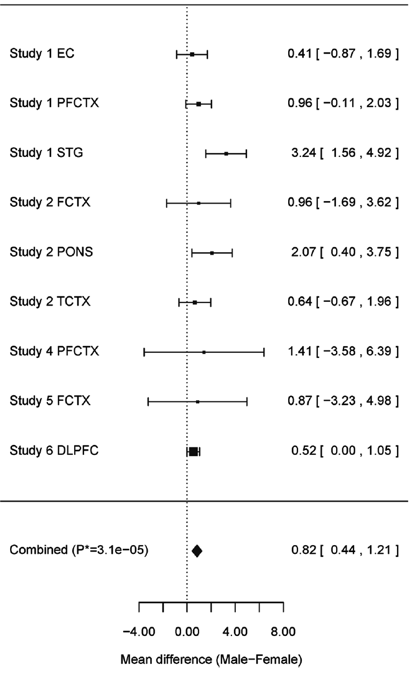 Study 1 EC 0.41 [ −0.87 , 1.69 ]
Study 1 PFCTX 0.96 [ −0.11 , 2.03 ]
Study 1 STG 3.24 [ 1.56 , 4.92 ]
Study 2 FCTX 0.96 [ −1.69 , 3.62 ]
Study 2 PONS 2.07 [ 0.40 , 3.75 ]
Study 2 TCTX 0.64 [ −0.67 , 1.96 ]
Study 4 PFCTX 1.41 [ −3.58 , 6.39 ]
Study 5 FCTX 0.87 [ −3.23 , 4.98 ]
Study 6 DLPFC 0.52 [ 0.00 , 1.05 ]
Combined (P*=3.1e−05) 0.82 [ 0.44 , 1.21 ]
−4.00 0.00 4.00 8.00
Mean difference (Male−Female)